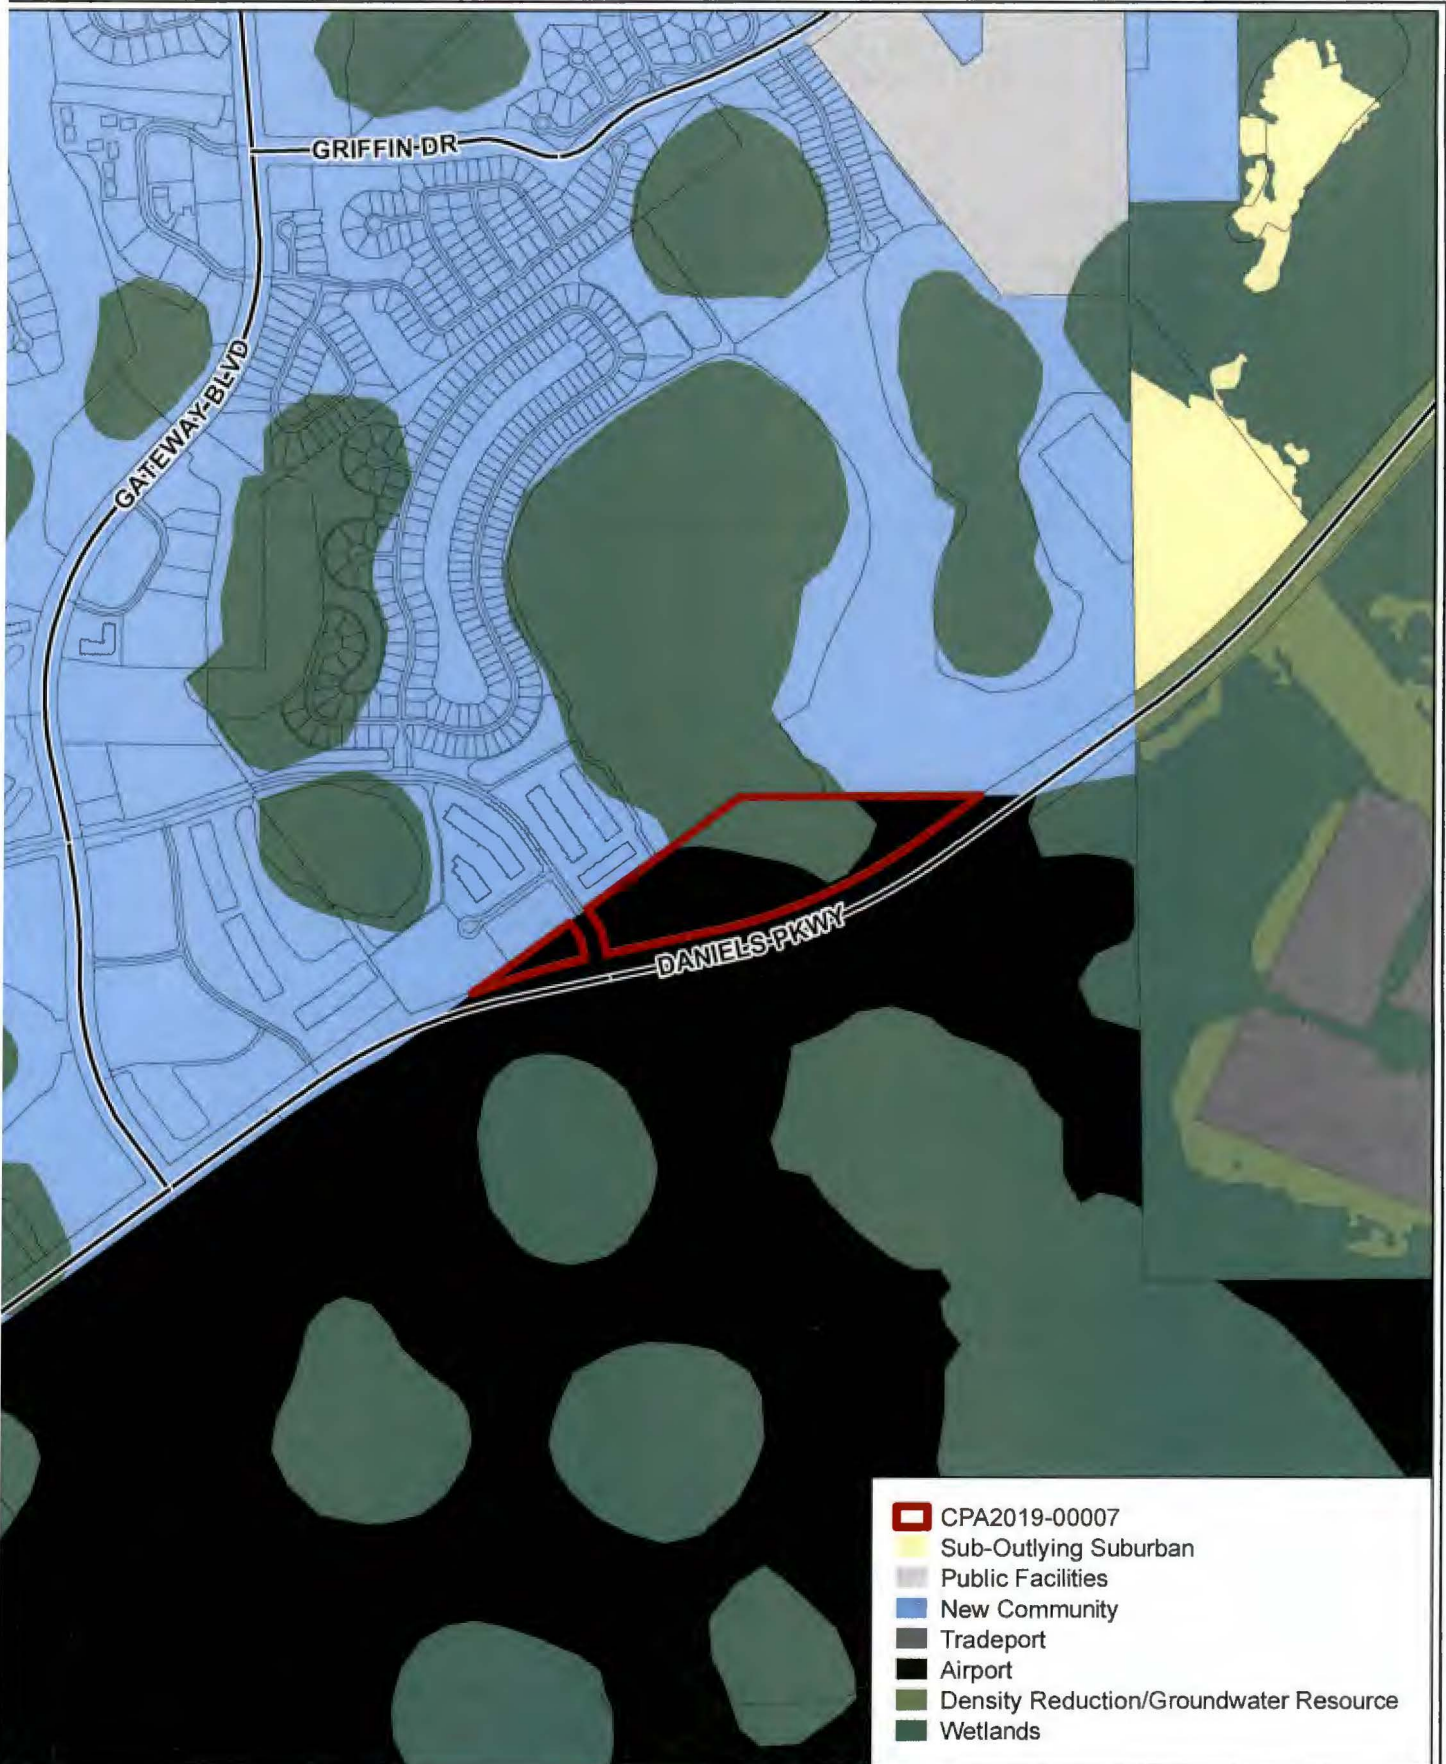 GRIFFIN DR
GATEWAY BLVD
DANIELS PKWY
CPA2019-00007
Sub-Outlying Suburban
Public Facilities
New Community
Tradeport
Airport
Density Reduction/Groundwater Resource
Wetlands